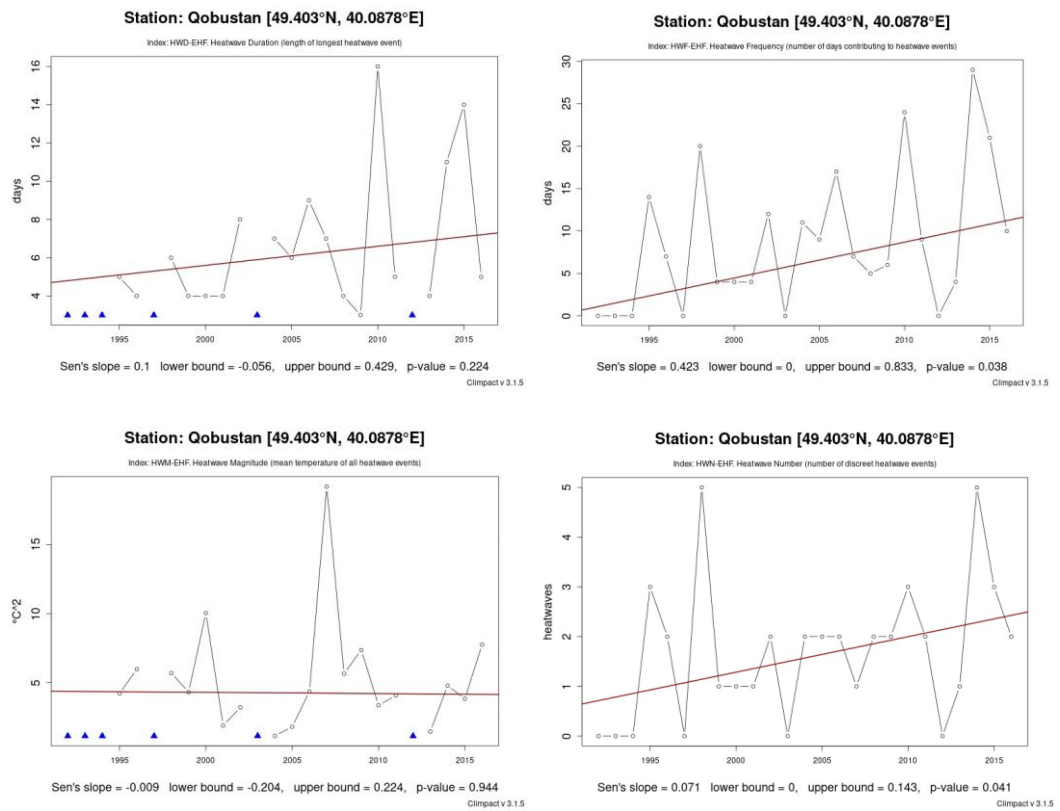 Station: Qobustan [49.403°N, 40.0878°E]
Index: HWD-EHF. Heatwave Duration (length of longest heatwave event)
days
16
14
12
10
8
6
4
1995 2000 2005 2010 2015
Sen's slope = 0.1 lower bound = -0.056, upper bound = 0.429, p-value = 0.224
Climpact v 3.1.5
Station: Qobustan [49.403°N, 40.0878°E]
Index: HWF-EHF. Heatwave Frequency (number of days contributing to heatwave events)
days
30
25
20
15
10
5
0
1995 2000 2005 2010 2015
Sen's slope = 0.423 lower bound = 0, upper bound = 0.833, p-value = 0.038
Climpact v 3.1.5
Station: Qobustan [49.403°N, 40.0878°E]
Index: HWM-EHF. Heatwave Magnitude (mean temperature of all heatwave events)
°C^2
15
10
5
1995 2000 2005 2010 2015
Sen's slope = -0.009 lower bound = -0.204, upper bound = 0.224, p-value = 0.944
Climpact v 3.1.5
Station: Qobustan [49.403°N, 40.0878°E]
Index: HWN-EHF. Heatwave Number (number of discreet heatwave events)
heatwaves
5
4
3
2
1
0
1995 2000 2005 2010 2015
Sen's slope = 0.071 lower bound = 0, upper bound = 0.143, p-value = 0.041
Climpact v 3.1.5